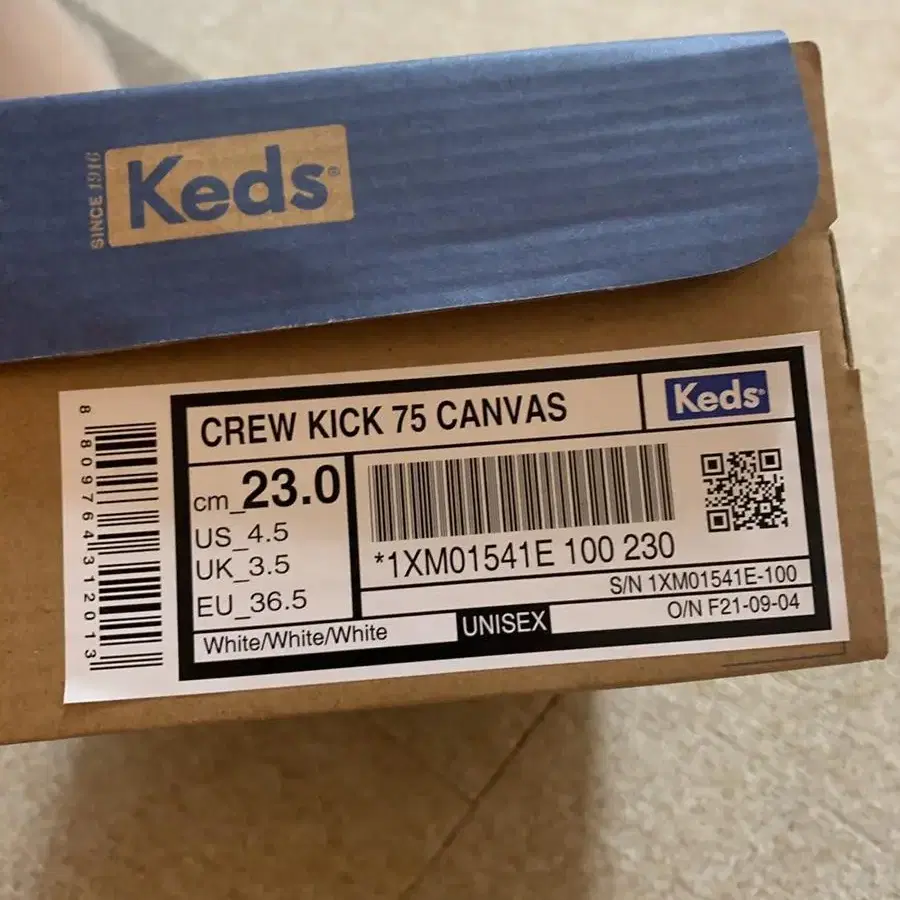 SINCE 1916
Keds®
8 809764 312013
CREW KICK 75 CANVAS
Keds
cm_23.0
US_4.5
UK_3.5
EU_36.5
*1XM01541E 100 230
S/N 1XM01541E-100
O/N F21-09-04
White/White/White
UNISEX